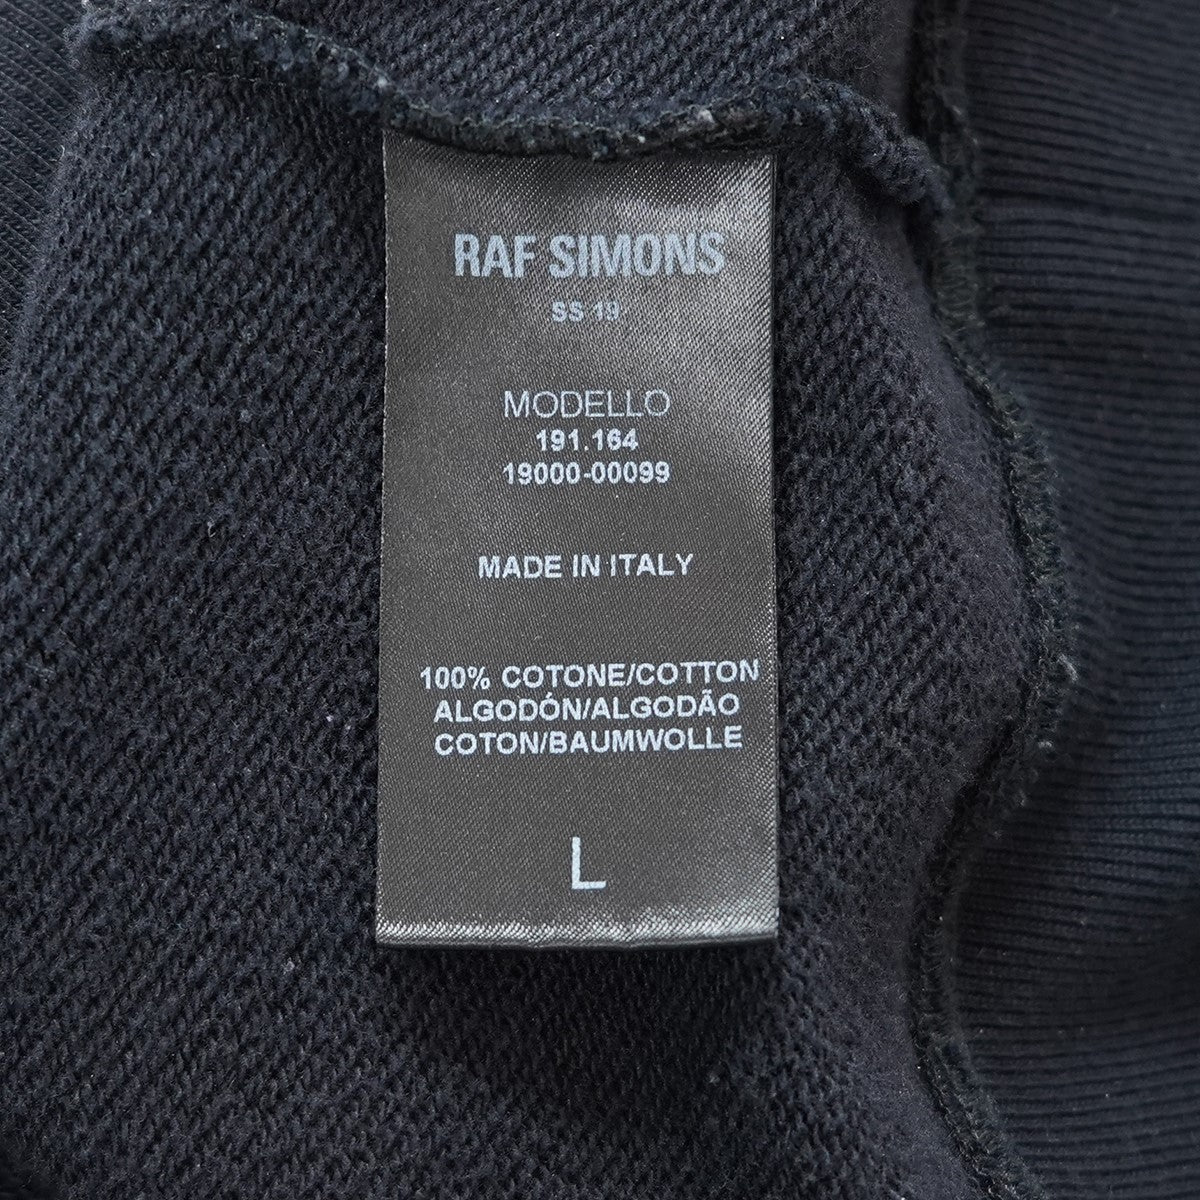 RAF SIMONS
SS 19
MODELLO
191.164
19000-00099
MADE IN ITALY
100% COTONE/COTTON
ALGODÓN/ALGODÃO
COTON/BAUMWOLLE
L